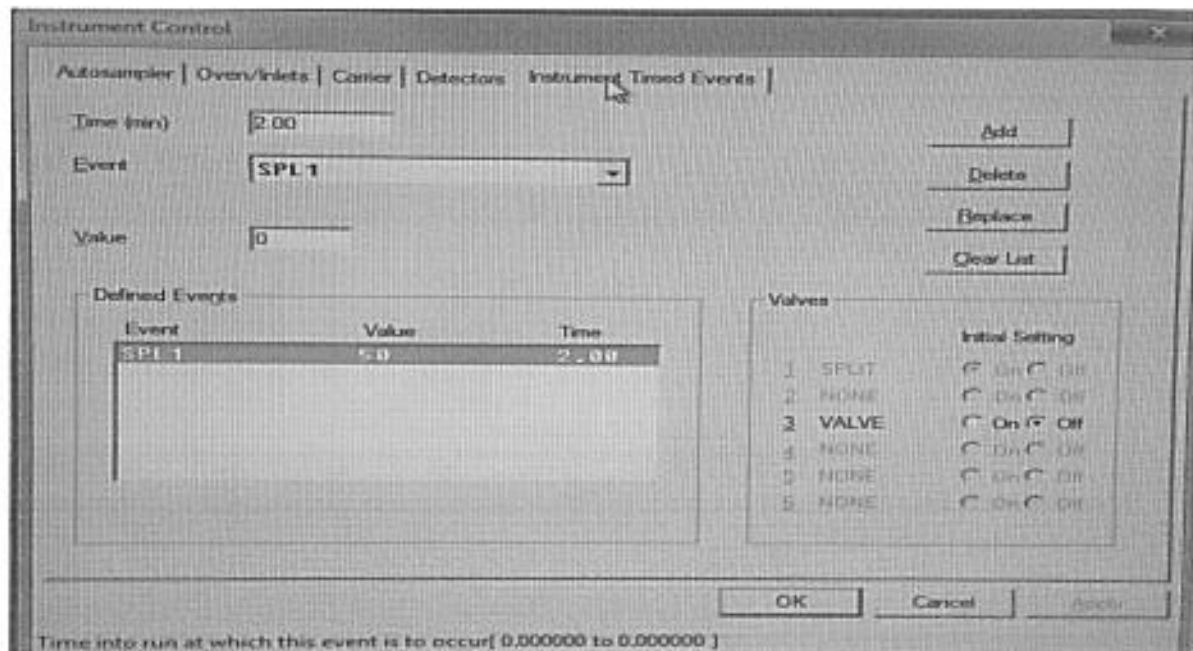 Instrument Control
Autosampler | Oven/Inlets | Carrier | Detectors Instrument Timed Events |
Time (min) 2.00 Add
Event SPL1 Delete
Replace
Value 0 Clear List
Defined Events Valves
Event Value Time Initial Setting
SPL1 50 2.00
1 SPLIT On Off
2 NONE On Off
3 VALVE On Off
4 NONE On Off
5 NONE On Off
6 NONE On Off
OK Cancel Apply
Time into run at which this event is to occur[ 0.000000 to 0.000000 ]